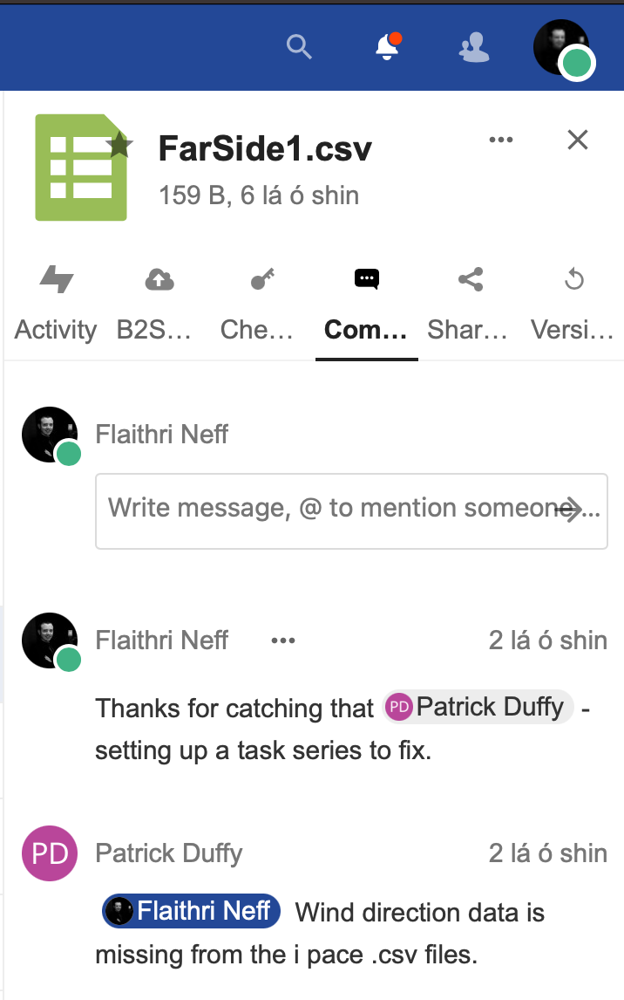 FarSide1.csv
159 B, 6 lá ó shin
Activity B2S... Che... Com... Shar... Versi...
Flaithri Neff
Write message, @ to mention someone ...
Flaithri Neff 2 lá ó shin
Thanks for catching that PD Patrick Duffy -
setting up a task series to fix.
PD Patrick Duffy 2 lá ó shin
Flaithri Neff Wind direction data is
missing from the i pace .csv files.